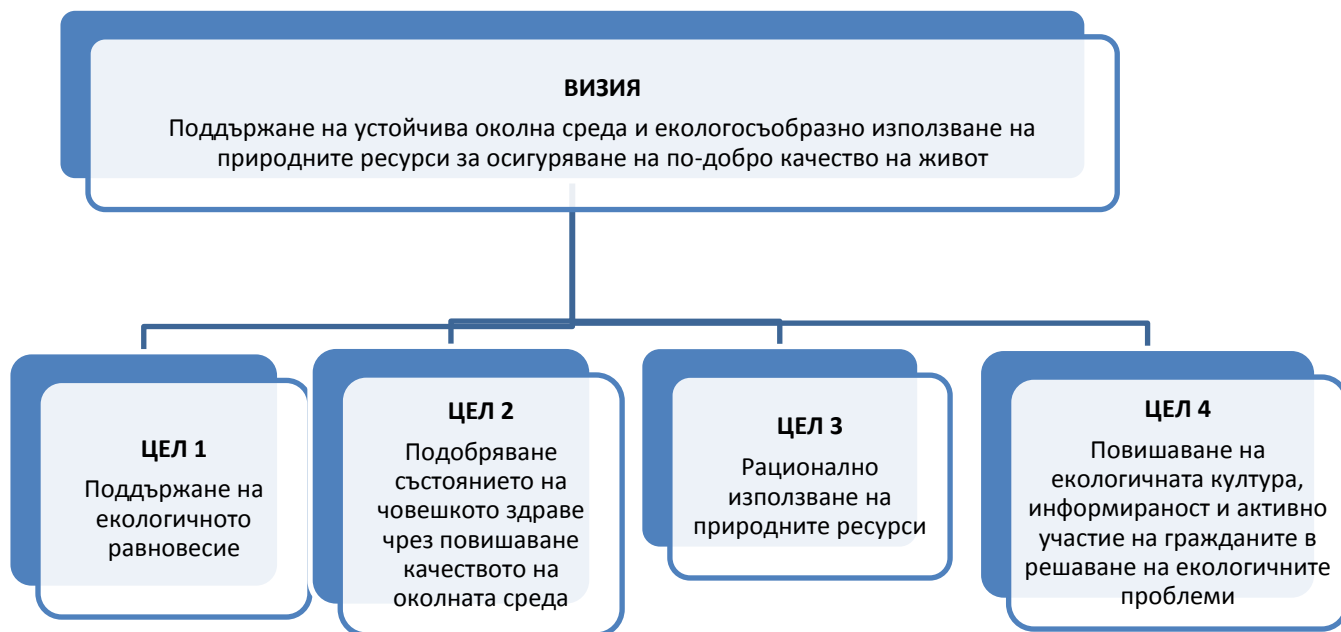 ВИЗИЯ
Поддържане на устойчива околна среда и екологосъобразно използване на
природните ресурси за осигуряване на по-добро качество на живот
ЦЕЛ 1
Поддържане на
екологичното
равновесие
ЦЕЛ 2
Подобряване
състоянието на
човешкото здраве
чрез повишаване
качеството на
околната среда
ЦЕЛ 3
Рационално
използване на
природните ресурси
ЦЕЛ 4
Повишаване на
екологичната култура,
информираност и активно
участие на гражданите в
решаване на екологичните
проблеми